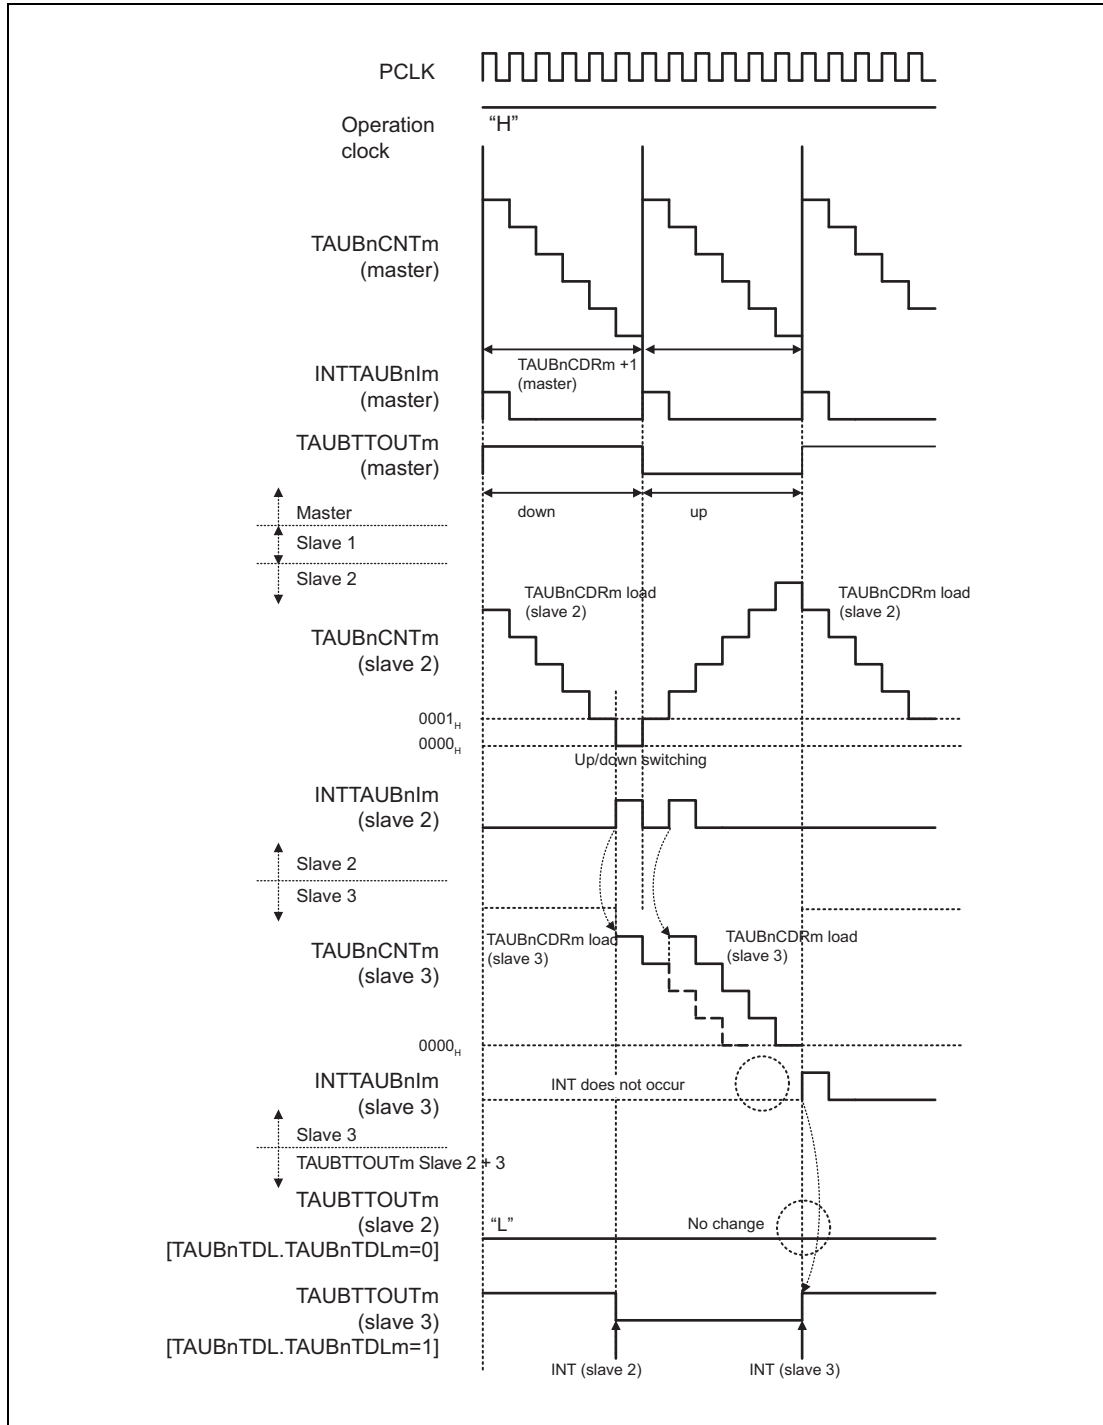 PCLK
Operation
clock
“H”
TAUBnCNTm
(master)
TAUBnCDRm +1
(master)
INTTAUBnIm
(master)
TAUBTTOUTm
(master)
down
up
Master
Slave 1
Slave 2
TAUBnCDRm load
(slave 2)
TAUBnCDRm load
(slave 2)
TAUBnCNTm
(slave 2)
0001H
0000H
Up/down switching
INTTAUBnIm
(slave 2)
Slave 2
Slave 3
TAUBnCNTm
(slave 3)
TAUBnCDRm load
(slave 3)
TAUBnCDRm load
(slave 3)
0000H
INTTAUBnIm
(slave 3)
INT does not occur
Slave 3
TAUBTTOUTm Slave 2 + 3
TAUBTTOUTm
(slave 2)
[TAUBnTDL.TAUBnTDLm=0]
“L”
No change
TAUBTTOUTm
(slave 3)
[TAUBnTDL.TAUBnTDLm=1]
INT (slave 2)
INT (slave 3)